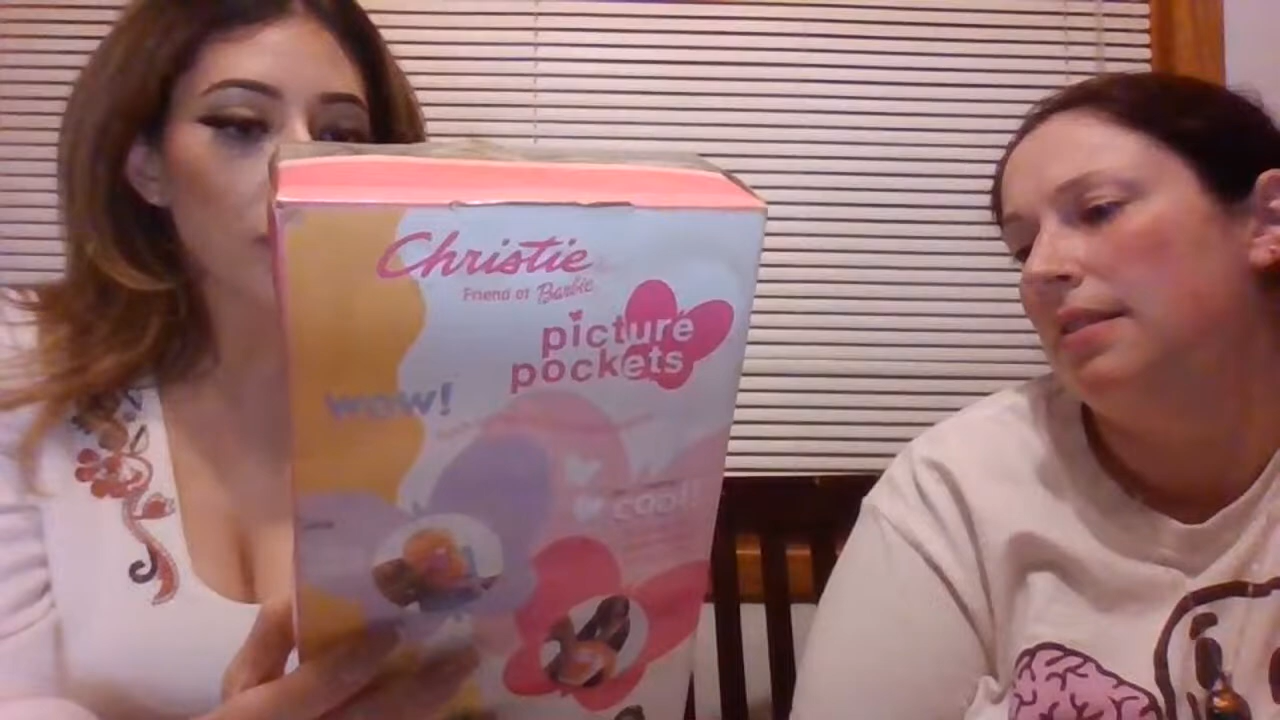 Christie
Friend of Barbie
picture
pockets
wow!
cool!